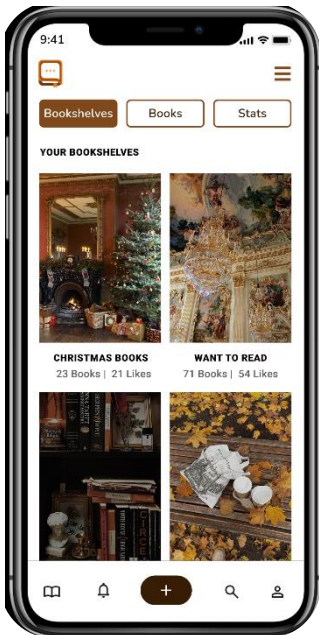 9:41
Bookshelves
Books
Stats
YOUR BOOKSHELVES
CHRISTMAS BOOKS
23 Books | 21 Likes
WANT TO READ
71 Books | 54 Likes
CIRCE